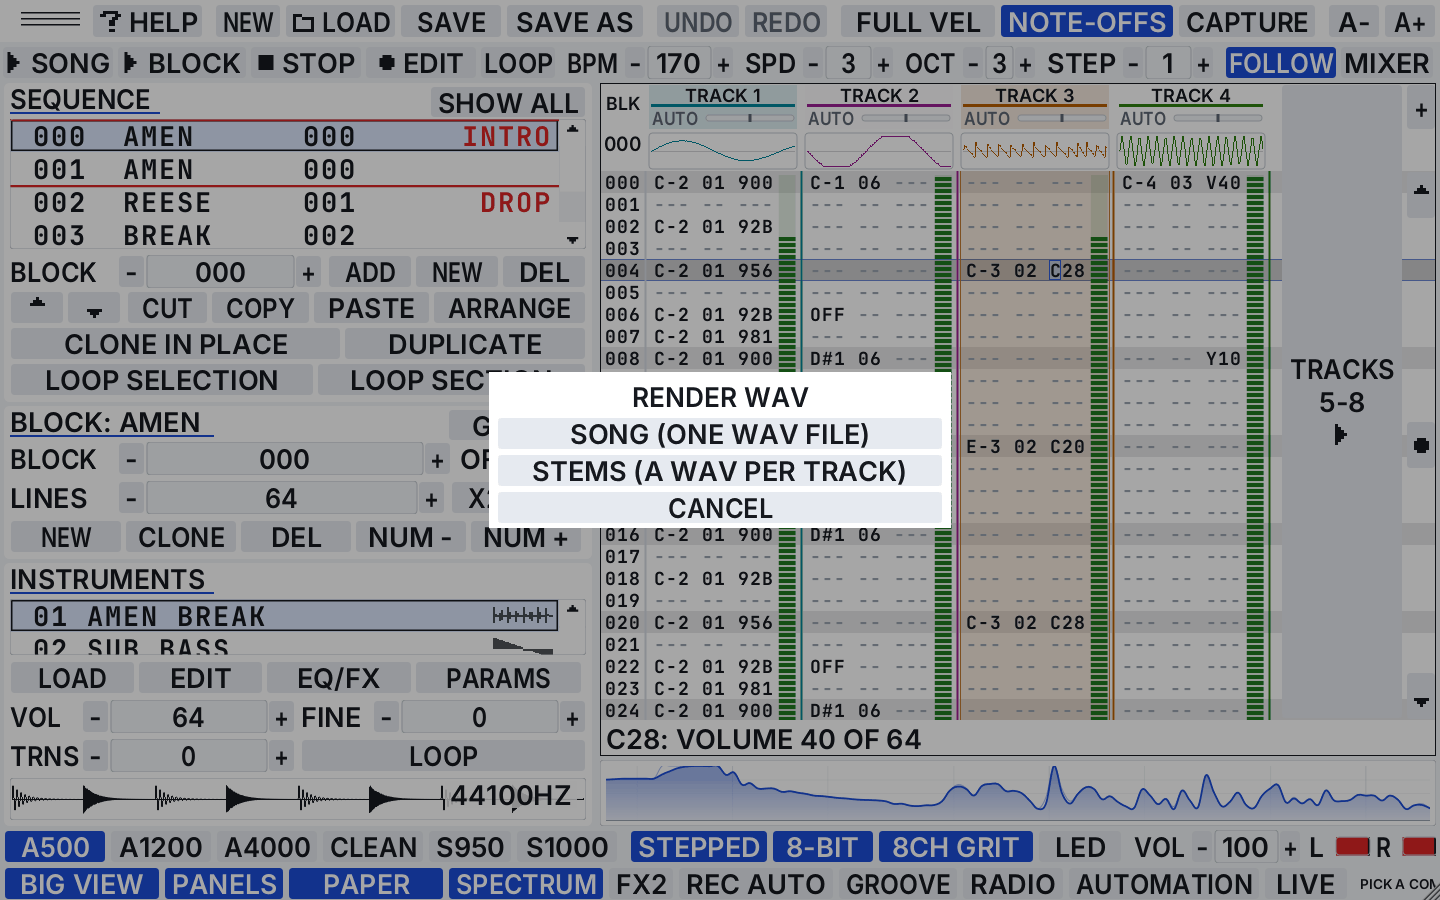 ? HELP NEW LOAD SAVE SAVE AS UNDO REDO FULL VEL NOTE-OFFS CAPTURE A- A+
SONG BLOCK STOP EDIT LOOP BPM - 170 + SPD - 3 + OCT - 3 + STEP - 1 + FOLLOW MIXER
SEQUENCE SHOW ALL
000 AMEN 000 INTRO
001 AMEN 000
002 REESE 001 DROP
003 BREAK 002
BLOCK - 000 + ADD NEW DEL
CUT COPY PASTE ARRANGE
CLONE IN PLACE DUPLICATE
LOOP SELECTION LOOP SECTION
BLOCK: AMEN G
BLOCK - 000 + OF
LINES - 64 + X2
NEW CLONE DEL NUM - NUM +
INSTRUMENTS
01 AMEN BREAK
02 SUB BASS
LOAD EDIT EQ/FX PARAMS
VOL - 64 + FINE - 0 +
TRNS - 0 + LOOP
44100HZ
BLK TRACK 1 TRACK 2 TRACK 3 TRACK 4 +
AUTO AUTO AUTO AUTO
000
000 C-2 01 900 C-1 06 --- --- -- --- C-4 03 V40
001 --- -- --- --- -- --- --- -- --- --- -- ---
002 C-2 01 92B --- -- --- --- -- --- --- -- ---
003 --- -- --- --- -- --- --- -- --- --- -- ---
004 C-2 01 956 --- -- --- C-3 02 C28 --- -- ---
005 --- -- --- --- -- --- --- -- --- --- -- ---
006 C-2 01 92B OFF --- -- --- --- -- ---
007 C-2 01 981 --- -- --- --- -- --- --- -- ---
008 C-2 01 900 D#1 06 --- --- -- --- Y10
TRACKS
5-8
RENDER WAV
SONG (ONE WAV FILE)
STEMS (A WAV PER TRACK)
CANCEL
E-3 02 C20 --- -- ---
016 C-2 01 900 D#1 06 --- --- -- --- --- -- ---
017 --- -- --- --- -- --- --- -- --- --- -- ---
018 C-2 01 92B --- -- --- --- -- --- --- -- ---
019 --- -- --- --- -- --- --- -- --- --- -- ---
020 C-2 01 956 --- -- --- C-3 02 C28 --- -- ---
021 --- -- --- --- -- --- --- -- --- --- -- ---
022 C-2 01 92B OFF --- -- --- --- -- ---
023 C-2 01 981 --- -- --- --- -- --- --- -- ---
024 C-2 01 900 D#1 06 --- --- -- --- --- -- ---
C28: VOLUME 40 OF 64
A500 A1200 A4000 CLEAN S950 S1000 STEPPED 8-BIT 8CH GRIT LED VOL - 100 + L R
BIG VIEW PANELS PAPER SPECTRUM FX2 REC AUTO GROOVE RADIO AUTOMATION LIVE PICK A COM